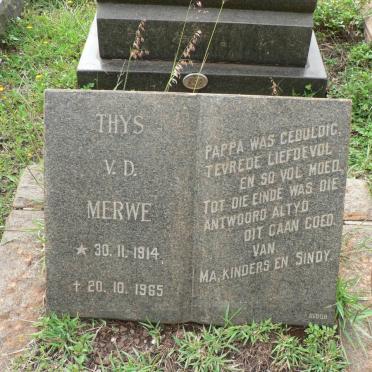 THYS
V.D.
MERWE
★ 30.11.1914.
✝ 20.10.1965
PAPPA WAS GEDULDIG,
TEVREDE LIEFDEVOL
EN SO VOL MOED,
TOT DIE EINDE WAS DIE
ANTWOORD ALTYD
DIT GAAN GOED.
VAN
MA, KINDERS EN SINDY.